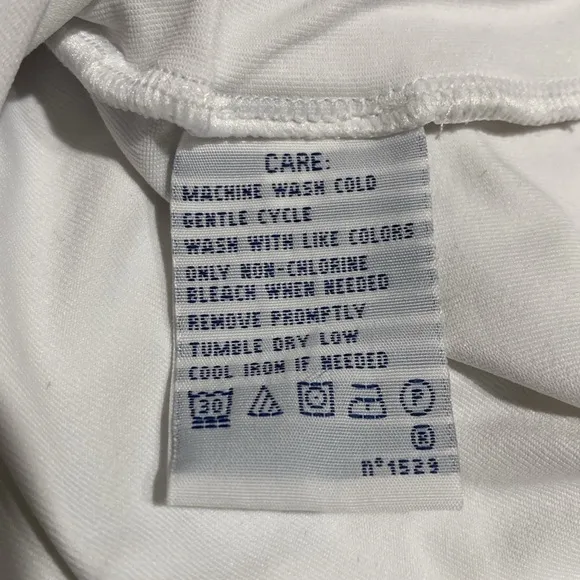 CARE:
MACHINE WASH COLD
GENTLE CYCLE
WASH WITH LIKE COLORS
ONLY NON-CHLORINE
BLEACH WHEN NEEDED
REMOVE PROMPTLY
TUMBLE DRY LOW
COOL IRON IF NEEDED
30 P
®
n°1529